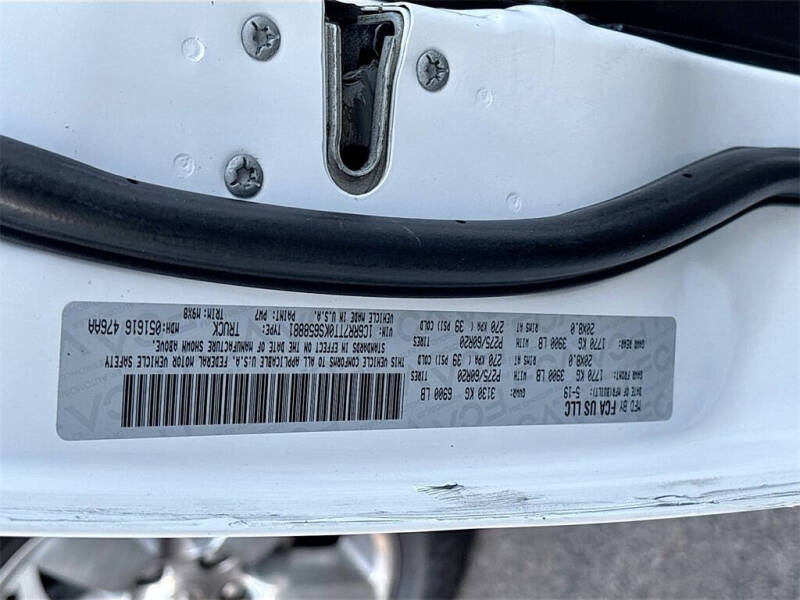 MFD BY FCA US LLC
DATE OF MFR(BUILT): 5-19 GVWR: 3130 KG 6900 LB
GAWR FRONT: 1770 KG 3900 LB WITH P275/60R20 TIRES
20X8.0 RIMS AT 270 KPA (39 PSI) COLD
GAWR REAR: 1770 KG 3900 LB WITH P275/60R20 TIRES
20X8.0 RIMS AT 270 KPA (39 PSI) COLD
THIS VEHICLE CONFORMS TO ALL APPLICABLE U.S.A. FEDERAL MOTOR VEHICLE SAFETY
STANDARDS IN EFFECT ON THE DATE OF MANUFACTURE SHOWN ABOVE.
VIN: 1C6RR7TT0KS658881 TYPE: TRUCK MDH: 051616 476AA
VEHICLE MADE IN U.S.A. PAINT: PW7 TRIM: M9X8